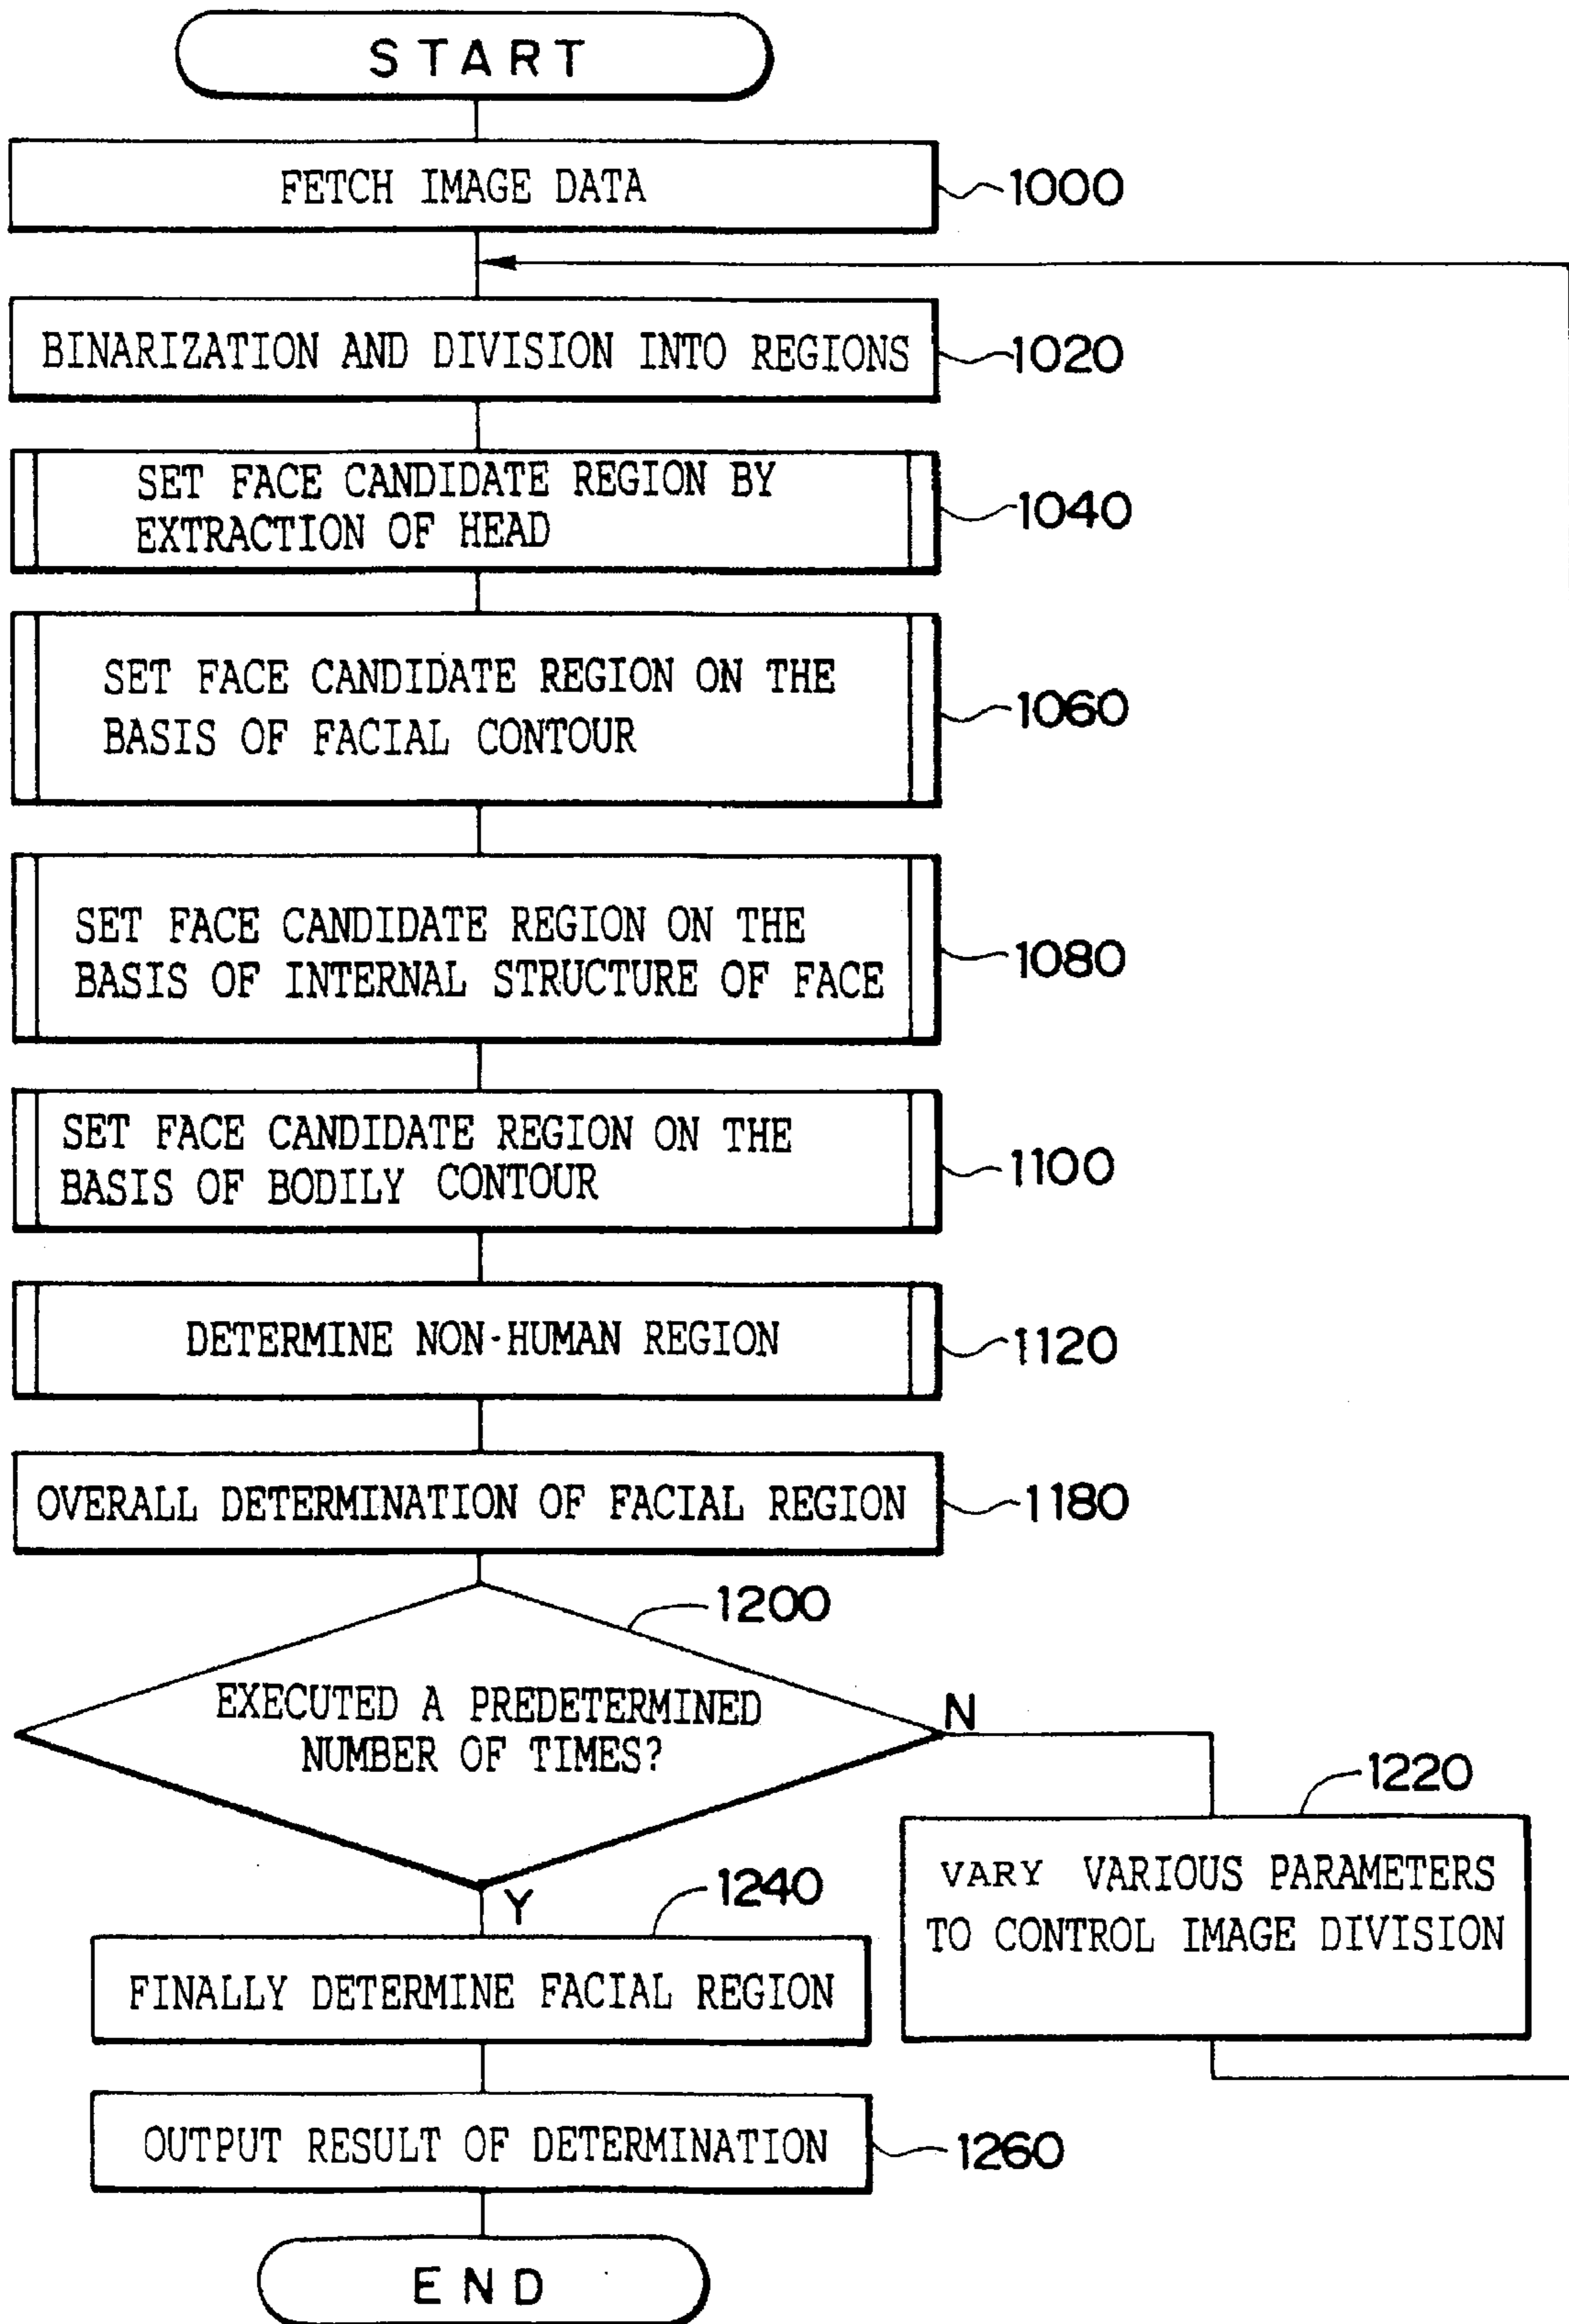 START
FETCH IMAGE DATA
1000
BINARIZATION AND DIVISION INTO REGIONS
1020
SET FACE CANDIDATE REGION BY
EXTRACTION OF HEAD
1040
SET FACE CANDIDATE REGION ON THE
BASIS OF FACIAL CONTOUR
1060
SET FACE CANDIDATE REGION ON THE
BASIS OF INTERNAL STRUCTURE OF FACE
1080
SET FACE CANDIDATE REGION ON THE
BASIS OF BODILY CONTOUR
1100
DETERMINE NON-HUMAN REGION
1120
OVERALL DETERMINATION OF FACIAL REGION
1180
1200
EXECUTED A PREDETERMINED
NUMBER OF TIMES?
N
1220
VARY VARIOUS PARAMETERS
TO CONTROL IMAGE DIVISION
Y
1240
FINALLY DETERMINE FACIAL REGION
OUTPUT RESULT OF DETERMINATION
1260
END